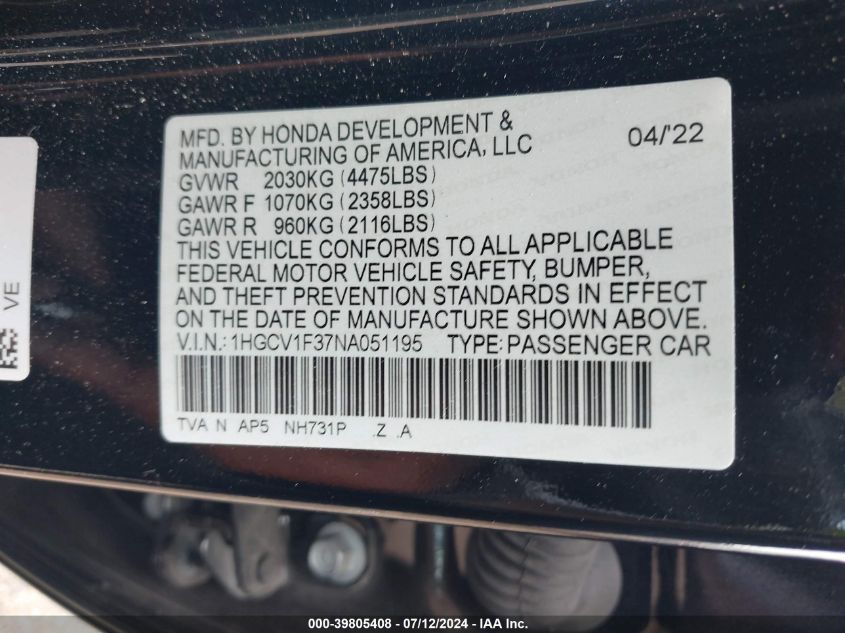 MFD. BY HONDA DEVELOPMENT & 04/'22
MANUFACTURING OF AMERICA, LLC
GVWR 2030KG (4475LBS)
GAWR F 1070KG (2358LBS)
GAWR R 960KG (2116LBS)
THIS VEHICLE CONFORMS TO ALL APPLICABLE
FEDERAL MOTOR VEHICLE SAFETY, BUMPER,
AND THEFT PREVENTION STANDARDS IN EFFECT
ON THE DATE OF MANUFACTURE SHOWN ABOVE.
V.I.N.: 1HGCV1F37NA051195 TYPE: PASSENGER CAR
TVA N AP5 NH731P .Z .A
VE
000-39805408 - 07/12/2024 - IAA Inc.